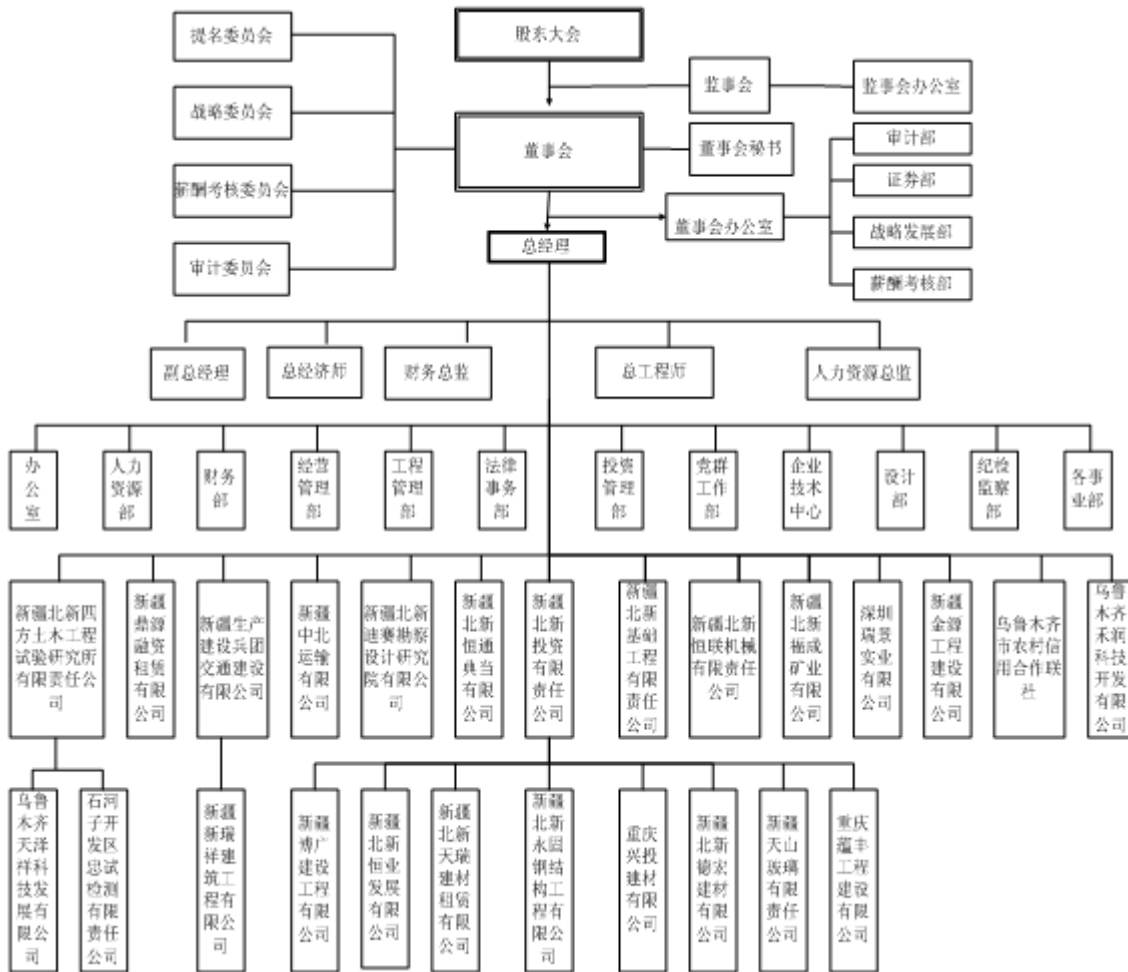 提名委员会
股东大会
监事会
监事会办公室
战略委员会
董事会
董事会秘书
审计部
证券部
薪酬考核委员会
董事会办公室
战略发展部
总经理
审计委员会
薪酬考核部
副总经理
总经济师
财务总监
总工程师
人力资源总监
办
公
室
人力
资源
部
财务
部
经营
管理
部
工程
管理
部
法律
事务
部
投资
管理
部
党群
工作
部
企业
技术
中心
设计
部
纪检
监察
部
各事
业部
新疆北新四
方土木工程
试验研究所
有限责任公
司
新疆
鼎源
融资
租赁
有限
公司
新疆生产
建设兵团
交通建设
有限公司
新疆
中北
运输
有限
公司
新疆北新
迪赛勘察
设计研究
院有限公
司
新疆
北新
恒通
典当
有限
公司
新疆
北新
投资
有限
责任
公司
新疆
北新
基础
工程
有限
责任
公司
新疆北新
恒联机械
有限责任
公司
新疆
北新
福成
矿业
有限
公司
深圳
瑞景
实业
有限
公司
新疆
金源
工程
建设
有限
公司
乌鲁木齐
市农村信
用合作联
社
乌鲁
木齐
禾润
科技
开发
有限
公司
乌鲁
木齐
天泽
祥科
技发
展有
限公
司
石河
子开
发区
忠试
检测
有限
责任
公司
新疆
新瑞
祥建
筑工
程有
限公
司
新疆
博广
建设
工程
有限
公司
新疆
北新
恒业
发展
有限
公司
新疆
北新
天瑞
建材
租赁
有限
公司
新疆
北新
永固
钢结
构工
程有
限公
司
重庆
兴投
建材
有限
公司
新疆
北新
德宏
建材
有限
公司
新疆
天山
玻璃
有限
责任
公司
重庆
蕴丰
工程
建设
有限
公司